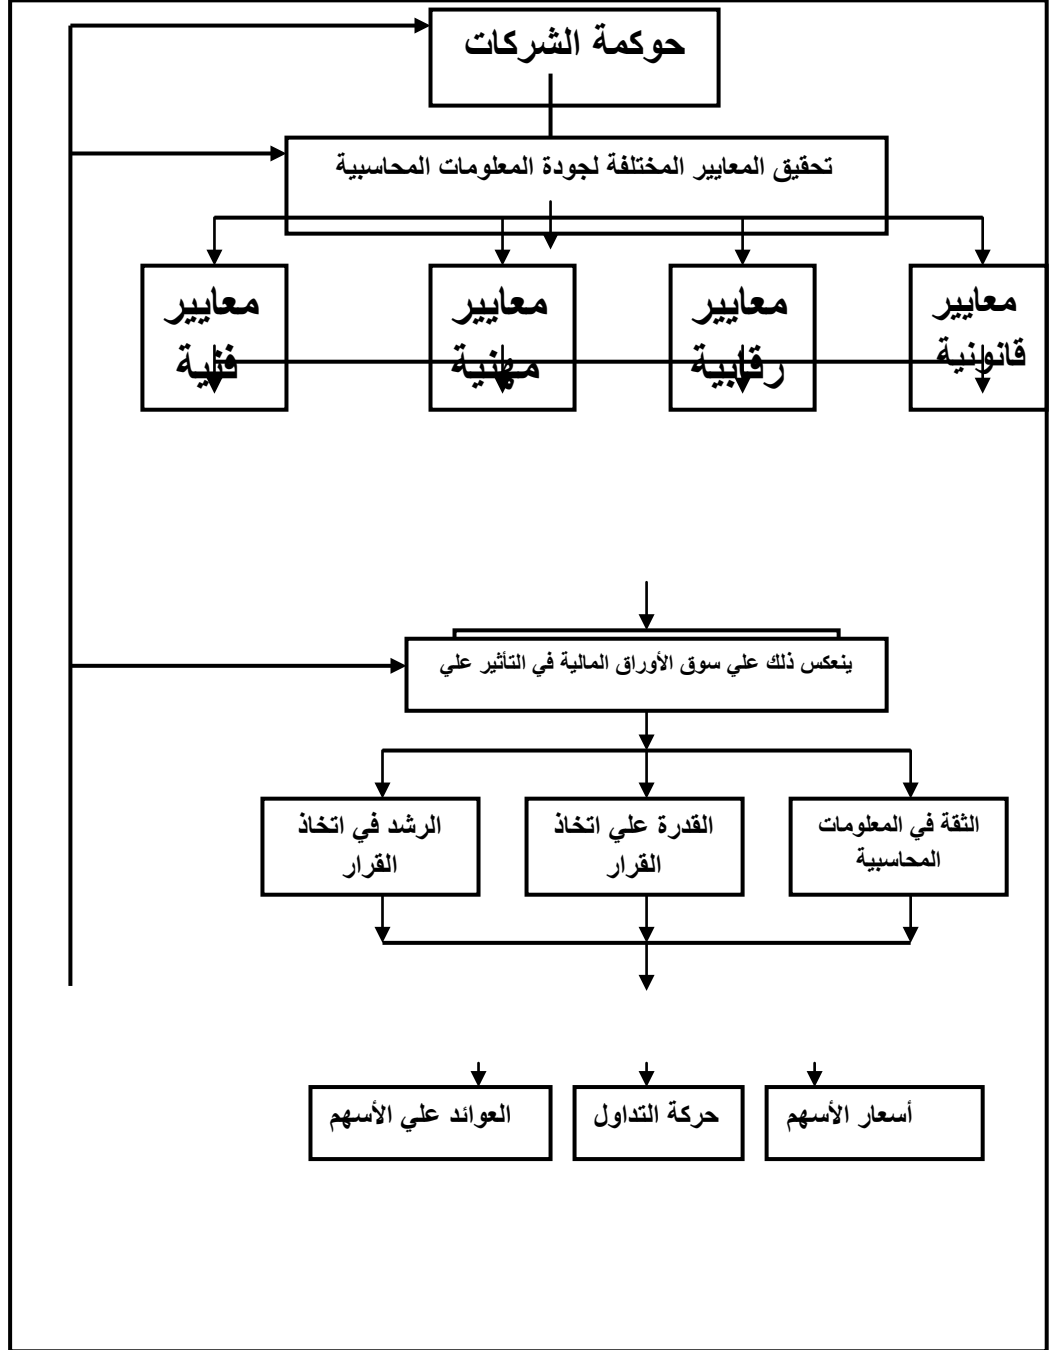 حوكمة الشركات
تحقيق المعايير المختلفة لجودة المعلومات المحاسبية
معايير
قانونية
معايير
رقابية
معايير
مهنية
معايير
فنية
ينعكس ذلك علي سوق الأوراق المالية في التأثير علي
الثقة في المعلومات
المحاسبية
القدرة علي اتخاذ
القرار
الرشد في اتخاذ
القرار
أسعار الأسهم
حركة التداول
العوائد علي الأسهم